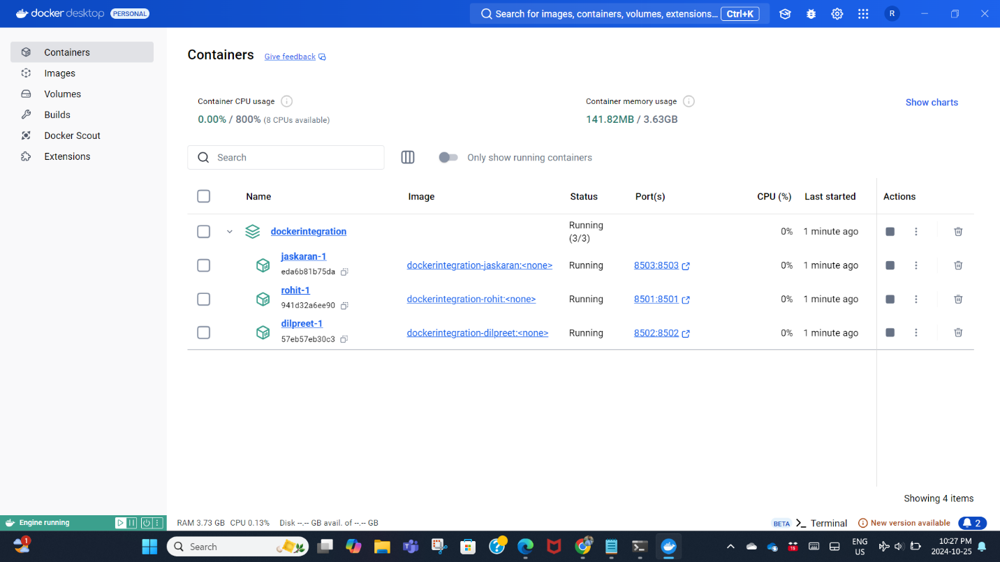 docker desktop PERSONAL
Search for images, containers, volumes, extensions... Ctrl+K
R
Containers
Images
Volumes
Builds
Docker Scout
Extensions
Containers Give feedback
Container CPU usage
0.00% / 800% (8 CPUs available)
Container memory usage
141.82MB / 3.63GB
Show charts
Search
Only show running containers
Name Image Status Port(s) CPU (%) Last started Actions
dockerintegration Running (3/3) 0% 1 minute ago
jaskaran-1
eda6b81b75da
dockerintegration-jaskaran:<none> Running 8503:8503 0% 1 minute ago
rohit-1
941d32a6ee90
dockerintegration-rohit:<none> Running 8501:8501 0% 1 minute ago
dilpreet-1
57eb57eb30c3
dockerintegration-dilpreet:<none> Running 8502:8502 0% 1 minute ago
Showing 4 items
Engine running
RAM 3.73 GB CPU 0.13% Disk --.-- GB avail. of --.-- GB
BETA >_ Terminal New version available 2
1
Search
ENG
US
10:27 PM
2024-10-25